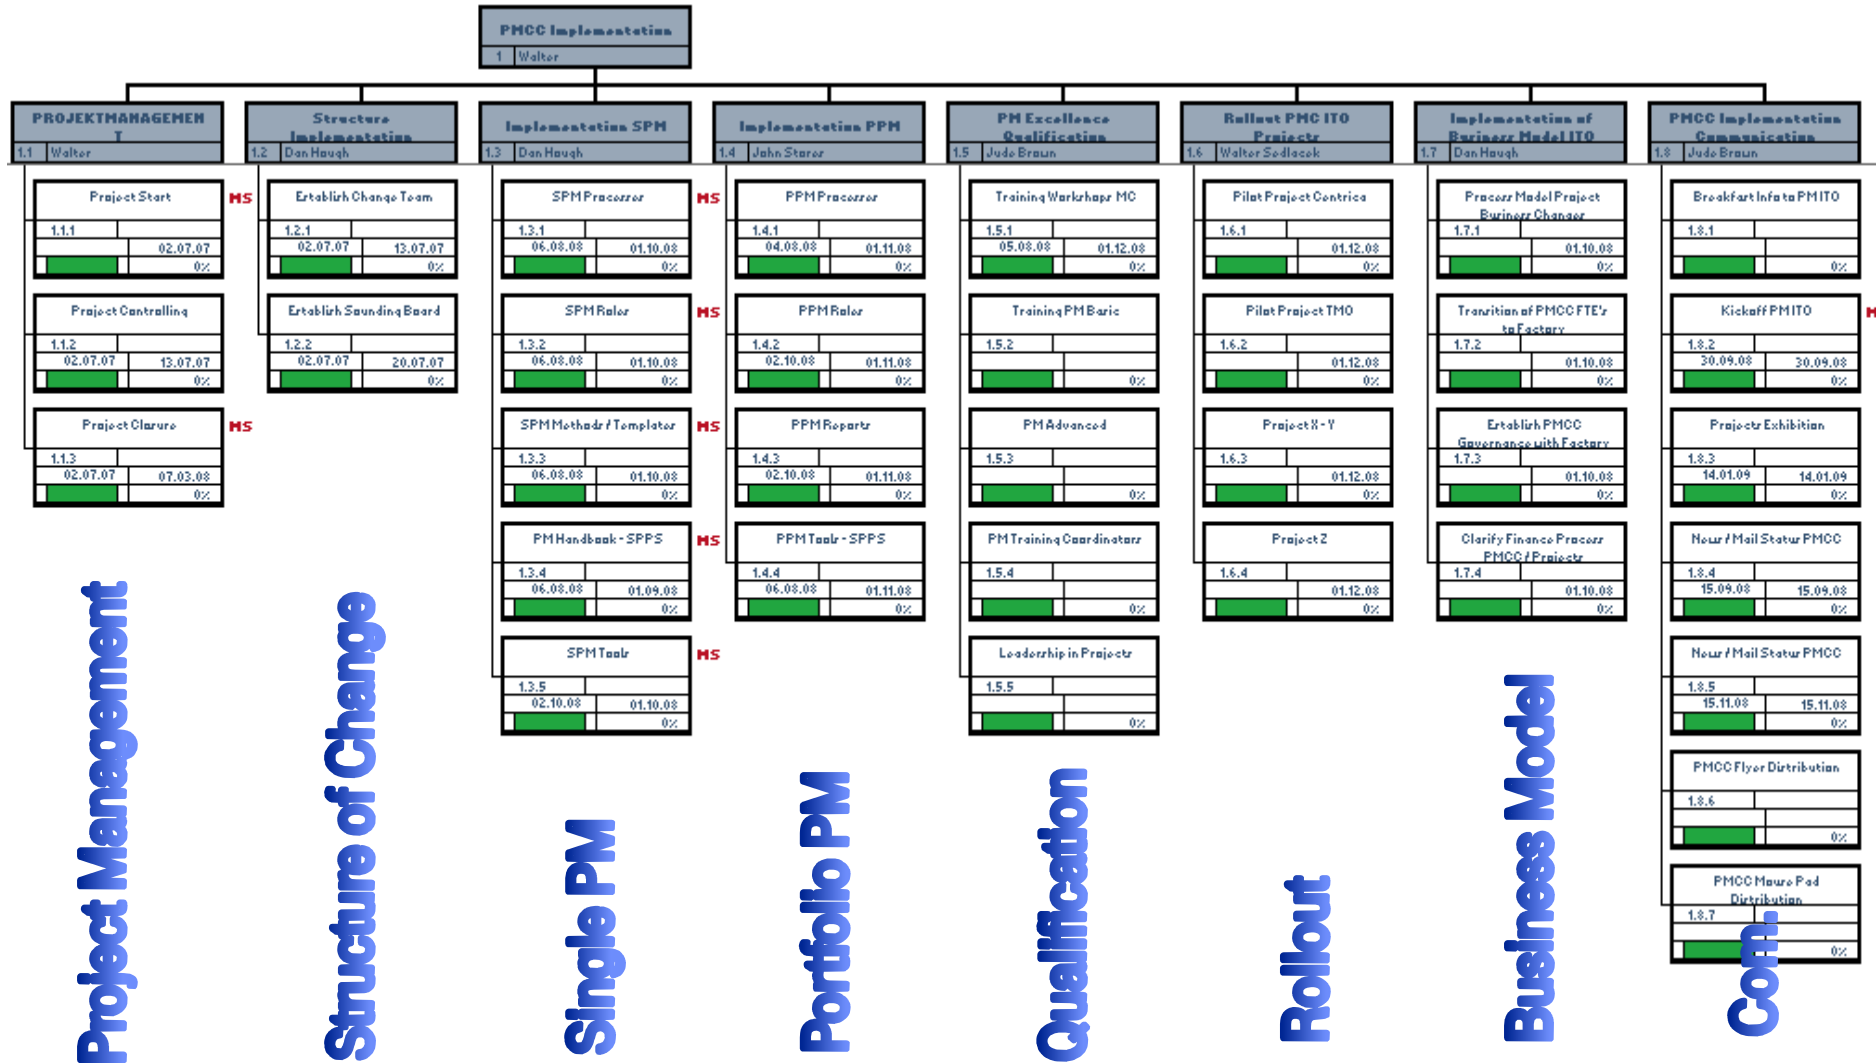 PMCC Implementation
1 Walter
PROJEKTMANAGEMEN
T
1.1 Walter
Structure
Implementation
1.2 Dan Hough
Implementation SPM
1.3 Dan Hough
Implementation PPM
1.4 John Storer
PM Excellence
Qualification
1.5 Jude Brown
Rollout PMC ITO
Projects
1.6 Walter Sedlacek
Implementation of
Business Model ITO
1.7 Dan Hough
PMCC Implementation
Communication
1.8 Jude Brown
Project Start
MS
1.1.1
02.07.07
0%
Project Controlling
1.1.2
02.07.07 13.07.07
0%
Project Closure
MS
1.1.3
02.07.07 07.03.08
0%
Establish Change Team
1.2.1
02.07.07 13.07.07
0%
Establish Sounding Board
1.2.2
02.07.07 20.07.07
0%
SPM Processes
MS
1.3.1
06.08.08 01.10.08
0%
SPM Roles
MS
1.3.2
06.08.08 01.10.08
0%
SPM Methods / Templates
MS
1.3.3
06.08.08 01.10.08
0%
PM Handbook - SPPS
MS
1.3.4
06.08.08 01.09.08
0%
SPM Tools
MS
1.3.5
02.10.08 01.10.08
0%
PPM Processes
1.4.1
04.08.08 01.11.08
0%
PPM Roles
1.4.2
02.10.08 01.11.08
0%
PPM Reports
1.4.3
02.10.08 01.11.08
0%
PPM Tools - SPPS
1.4.4
06.08.08 01.11.08
0%
Training Workshops MC
1.5.1
05.08.08 01.12.08
0%
Training PM Basic
1.5.2
0%
PM Advanced
1.5.3
0%
PM Training Coordinators
1.5.4
0%
Leadership in Projects
1.5.5
0%
Pilot Project Centrica
1.6.1
01.12.08
0%
Pilot Project TMO
1.6.2
01.12.08
0%
Project X - Y
1.6.3
01.12.08
0%
Project Z
1.6.4
01.12.08
0%
Process Model Project
Business Changes
1.7.1
01.10.08
0%
Transition of PMCC FTE's
to Factory
1.7.2
01.10.08
0%
Establish PMCC
Governance with Factory
1.7.3
01.10.08
0%
Clarify Finance Process
PMCC / Projects
1.7.4
01.10.08
0%
Breakfast Info to PM ITO
1.8.1
0%
Kickoff PM ITO
1.8.2
30.09.08 30.09.08
0%
Projects Exhibition
1.8.3
14.01.09 14.01.09
0%
News / Mail Status PMCC
1.8.4
15.09.08 15.09.08
0%
News / Mail Status PMCC
1.8.5
15.11.08 15.11.08
0%
PMCC Flyer Distribution
1.8.6
0%
PMCC Mouse Pad
Distribution
1.8.7
0%
Project Management
Structure of Change
Single PM
Portfolio PM
Qualification
Rollout
Business Model
Com.